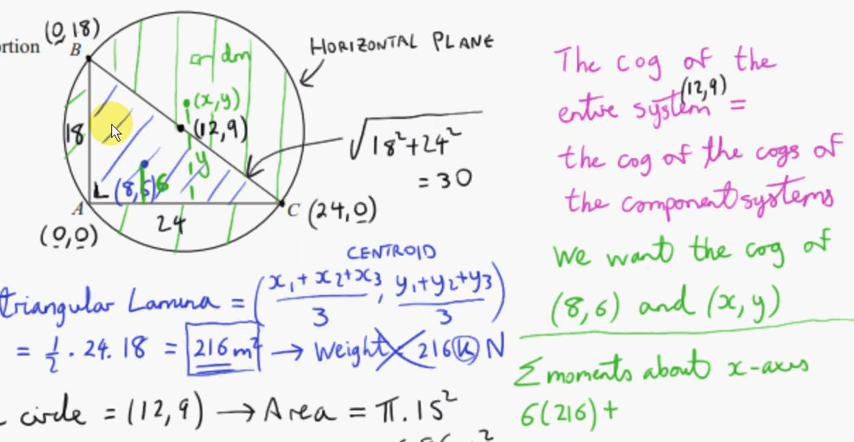 rtion
(0,18)
B
dm
HORIZONTAL PLANE
(x,y)
(12,9)
18
y
L
(8,6)
6
A
24
C (24,0)
(0,0)
√18²+24²
= 30
The cog of the
entire system (12,9) =
the cog of the cogs of
the component systems
We want the cog of
(8,6) and (x,y)
Σ moments about x-axis
6(216) +
CENTROID
triangular Lamina = (x₁+x₂+x₃/3, y₁+y₂+y₃/3)
= 1/2 . 24. 18 = 216 m² → Weight 216 k N
circle = (12,9) → Area = π.15²